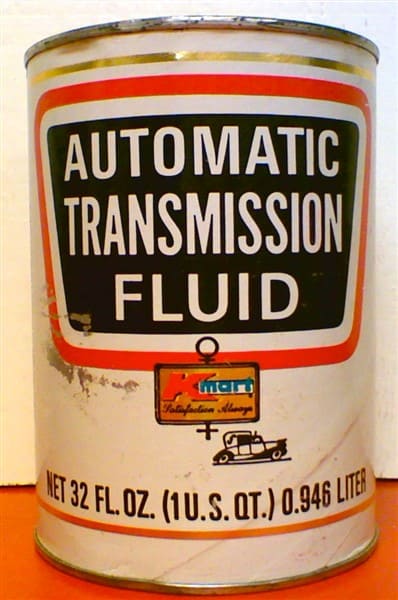 AUTOMATIC
TRANSMISSION
FLUID
Kmart
Satisfaction Always
NET 32 FL. OZ. (1 U.S. QT.) 0.946 LITER